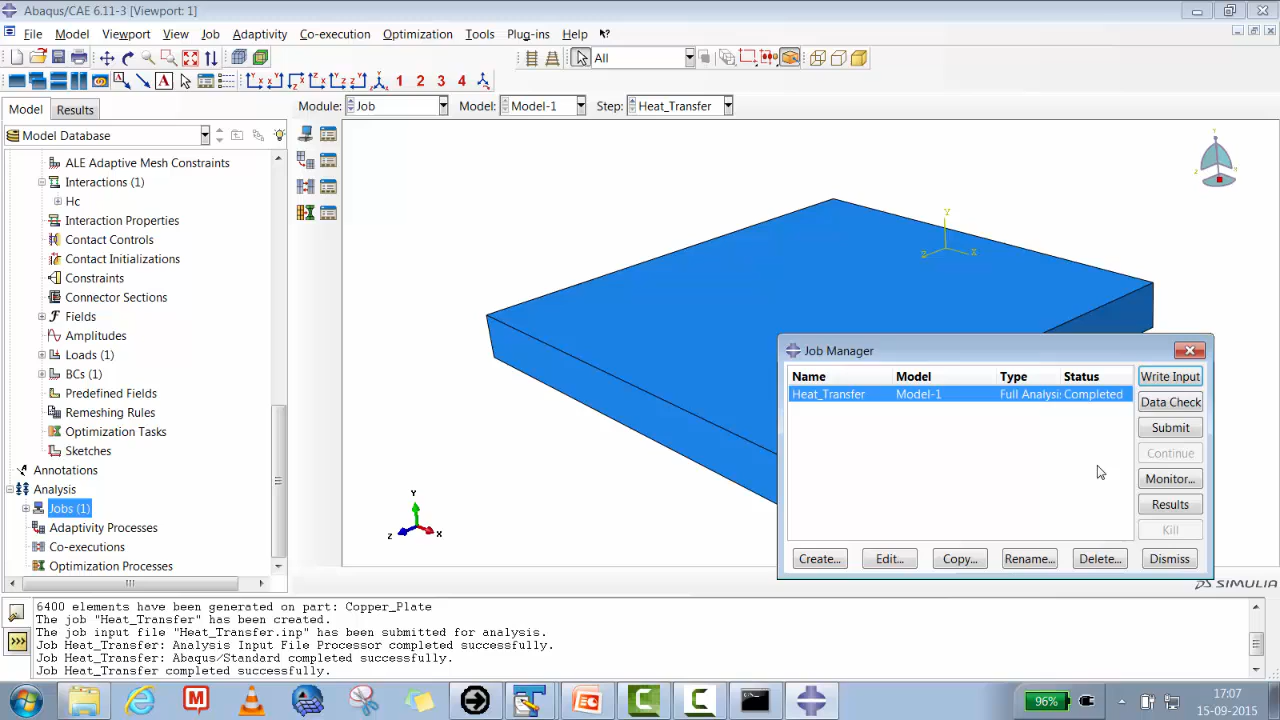 Abaqus/CAE 6.11-3 [Viewport: 1]
File Model Viewport View Job Adaptivity Co-execution Optimization Tools Plug-ins Help
All
1 2 3 4
Model Results
Module: Job Model: Model-1 Step: Heat_Transfer
Model Database
ALE Adaptive Mesh Constraints
Interactions (1)
Hc
Interaction Properties
Contact Controls
Contact Initializations
Constraints
Connector Sections
Fields
Amplitudes
Loads (1)
BCs (1)
Predefined Fields
Remeshing Rules
Optimization Tasks
Sketches
Annotations
Analysis
Jobs (1)
Adaptivity Processes
Co-executions
Optimization Processes
Y
Z X
Y
Z X
Job Manager
Name Model Type Status
Heat_Transfer Model-1 Full Analysi: Completed
Write Input
Data Check
Submit
Continue
Monitor...
Results
Kill
Create... Edit... Copy... Rename... Delete... Dismiss
SIMULIA
6400 elements have been generated on part: Copper_Plate
The job "Heat_Transfer" has been created.
The job input file "Heat_Transfer.inp" has been submitted for analysis.
Job Heat_Transfer: Analysis Input File Processor completed successfully.
Job Heat_Transfer: Abaqus/Standard completed successfully.
Job Heat_Transfer completed successfully.
96%
17:07
15-09-2015